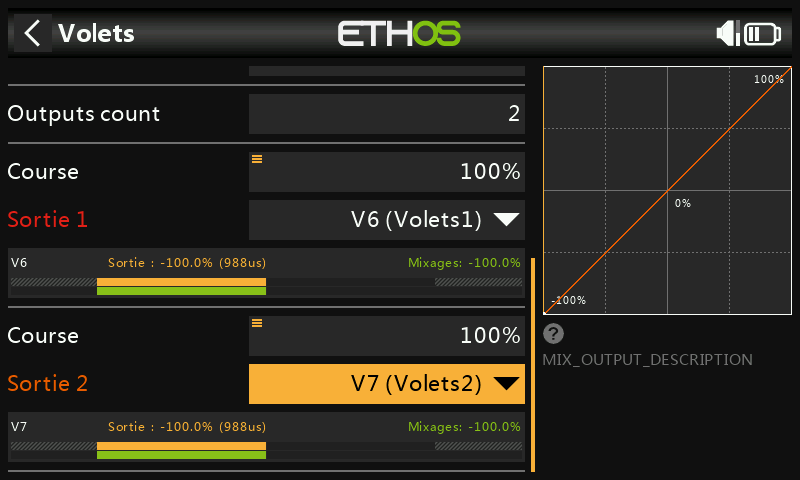 Volets
ETHOS
Outputs count
2
Course
100%
Sortie 1
V6 (Volets1)
V6
Sortie : -100.0% (988us)
Mixages: -100.0%
Course
100%
Sortie 2
V7 (Volets2)
V7
Sortie : -100.0% (988us)
Mixages: -100.0%
100%
0%
-100%
?
MIX_OUTPUT_DESCRIPTION